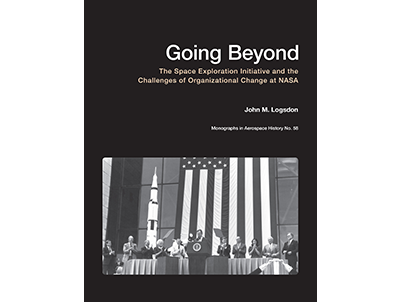 Going Beyond
The Space Exploration Initiative and the
Challenges of Organizational Change at NASA
John M. Logsdon
Monographs in Aerospace History No. 58